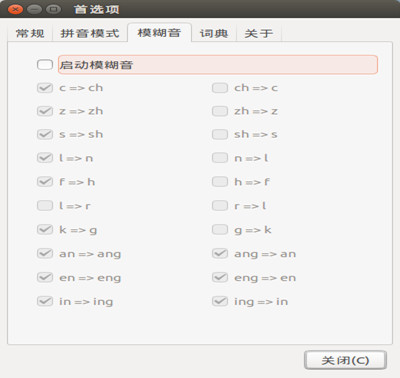 首选项
常规 拼音模式 模糊音 词典 关于
启动模糊音
c => ch ch => c
z => zh zh => z
s => sh sh => s
l => n n => l
f => h h => f
l => r r => l
k => g g => k
an => ang ang => an
en => eng eng => en
in => ing ing => in
关闭(C)